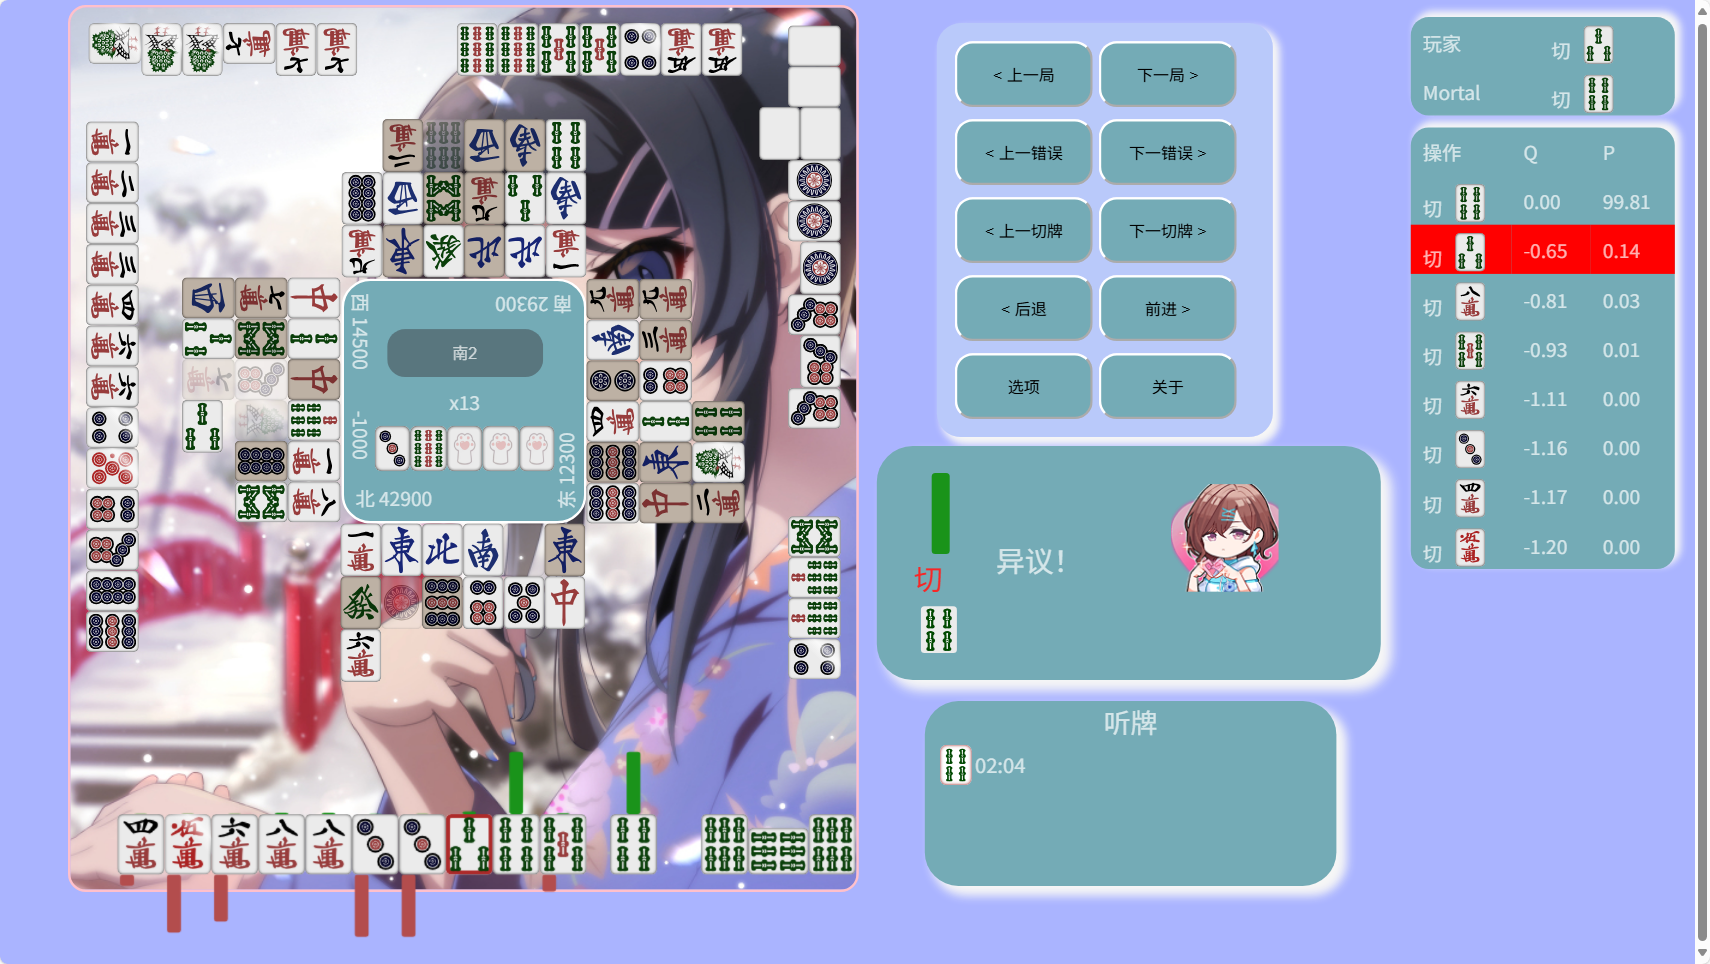 西 14500
南 29300
南2
x13
-100
北 42900
东 12300
< 上一局
下一局 >
< 上一错误
下一错误 >
< 上一切牌
下一切牌 >
< 后退
前进 >
选项
关于
切
异议！
听牌
02:04
玩家 切
Mortal 切
操作 Q P
切 0.00 99.81
切 -0.65 0.14
切 -0.81 0.03
切 -0.93 0.01
切 -1.11 0.00
切 -1.16 0.00
切 -1.17 0.00
切 -1.20 0.00